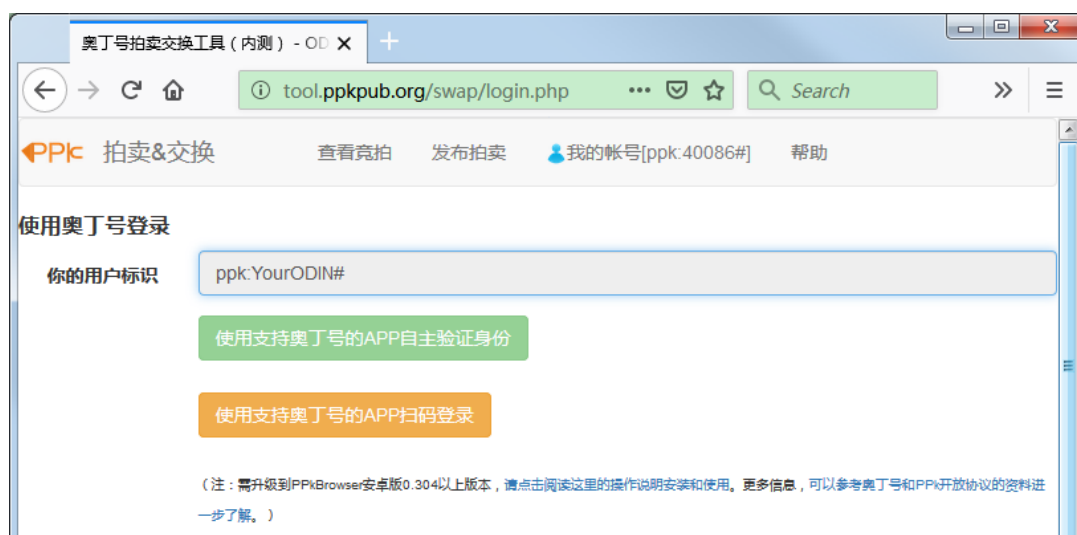 奥丁号拍卖交换工具（内测） - OD
tool.ppkpub.org/swap/login.php
Search
PPk 拍卖&交换 查看竞拍 发布拍卖 我的帐号[ppk:40086#] 帮助
使用奥丁号登录
你的用户标识 ppk:YourODIN#
使用支持奥丁号的APP自主验证身份
使用支持奥丁号的APP扫码登录
（注：需升级到PPkBrowser安卓版0.304以上版本，请点击阅读这里的操作说明安装和使用。更多信息，可以参考奥丁号和PPk开放协议的资料进
一步了解。）